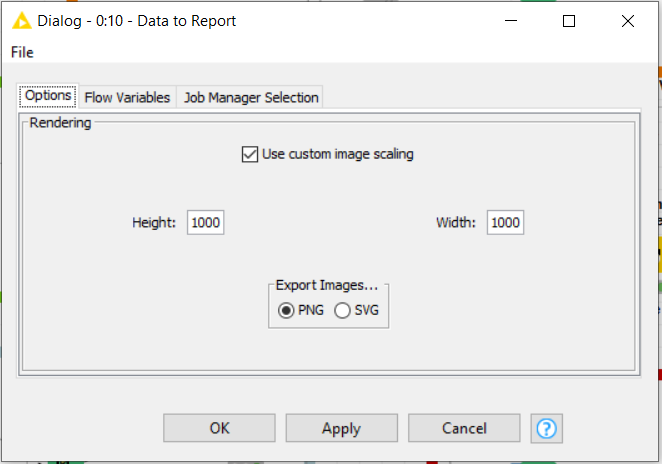 Dialog - 0:10 - Data to Report
File
Options Flow Variables Job Manager Selection
Rendering
Use custom image scaling
Height: 1000 Width: 1000
Export Images...
PNG SVG
OK Apply Cancel ?